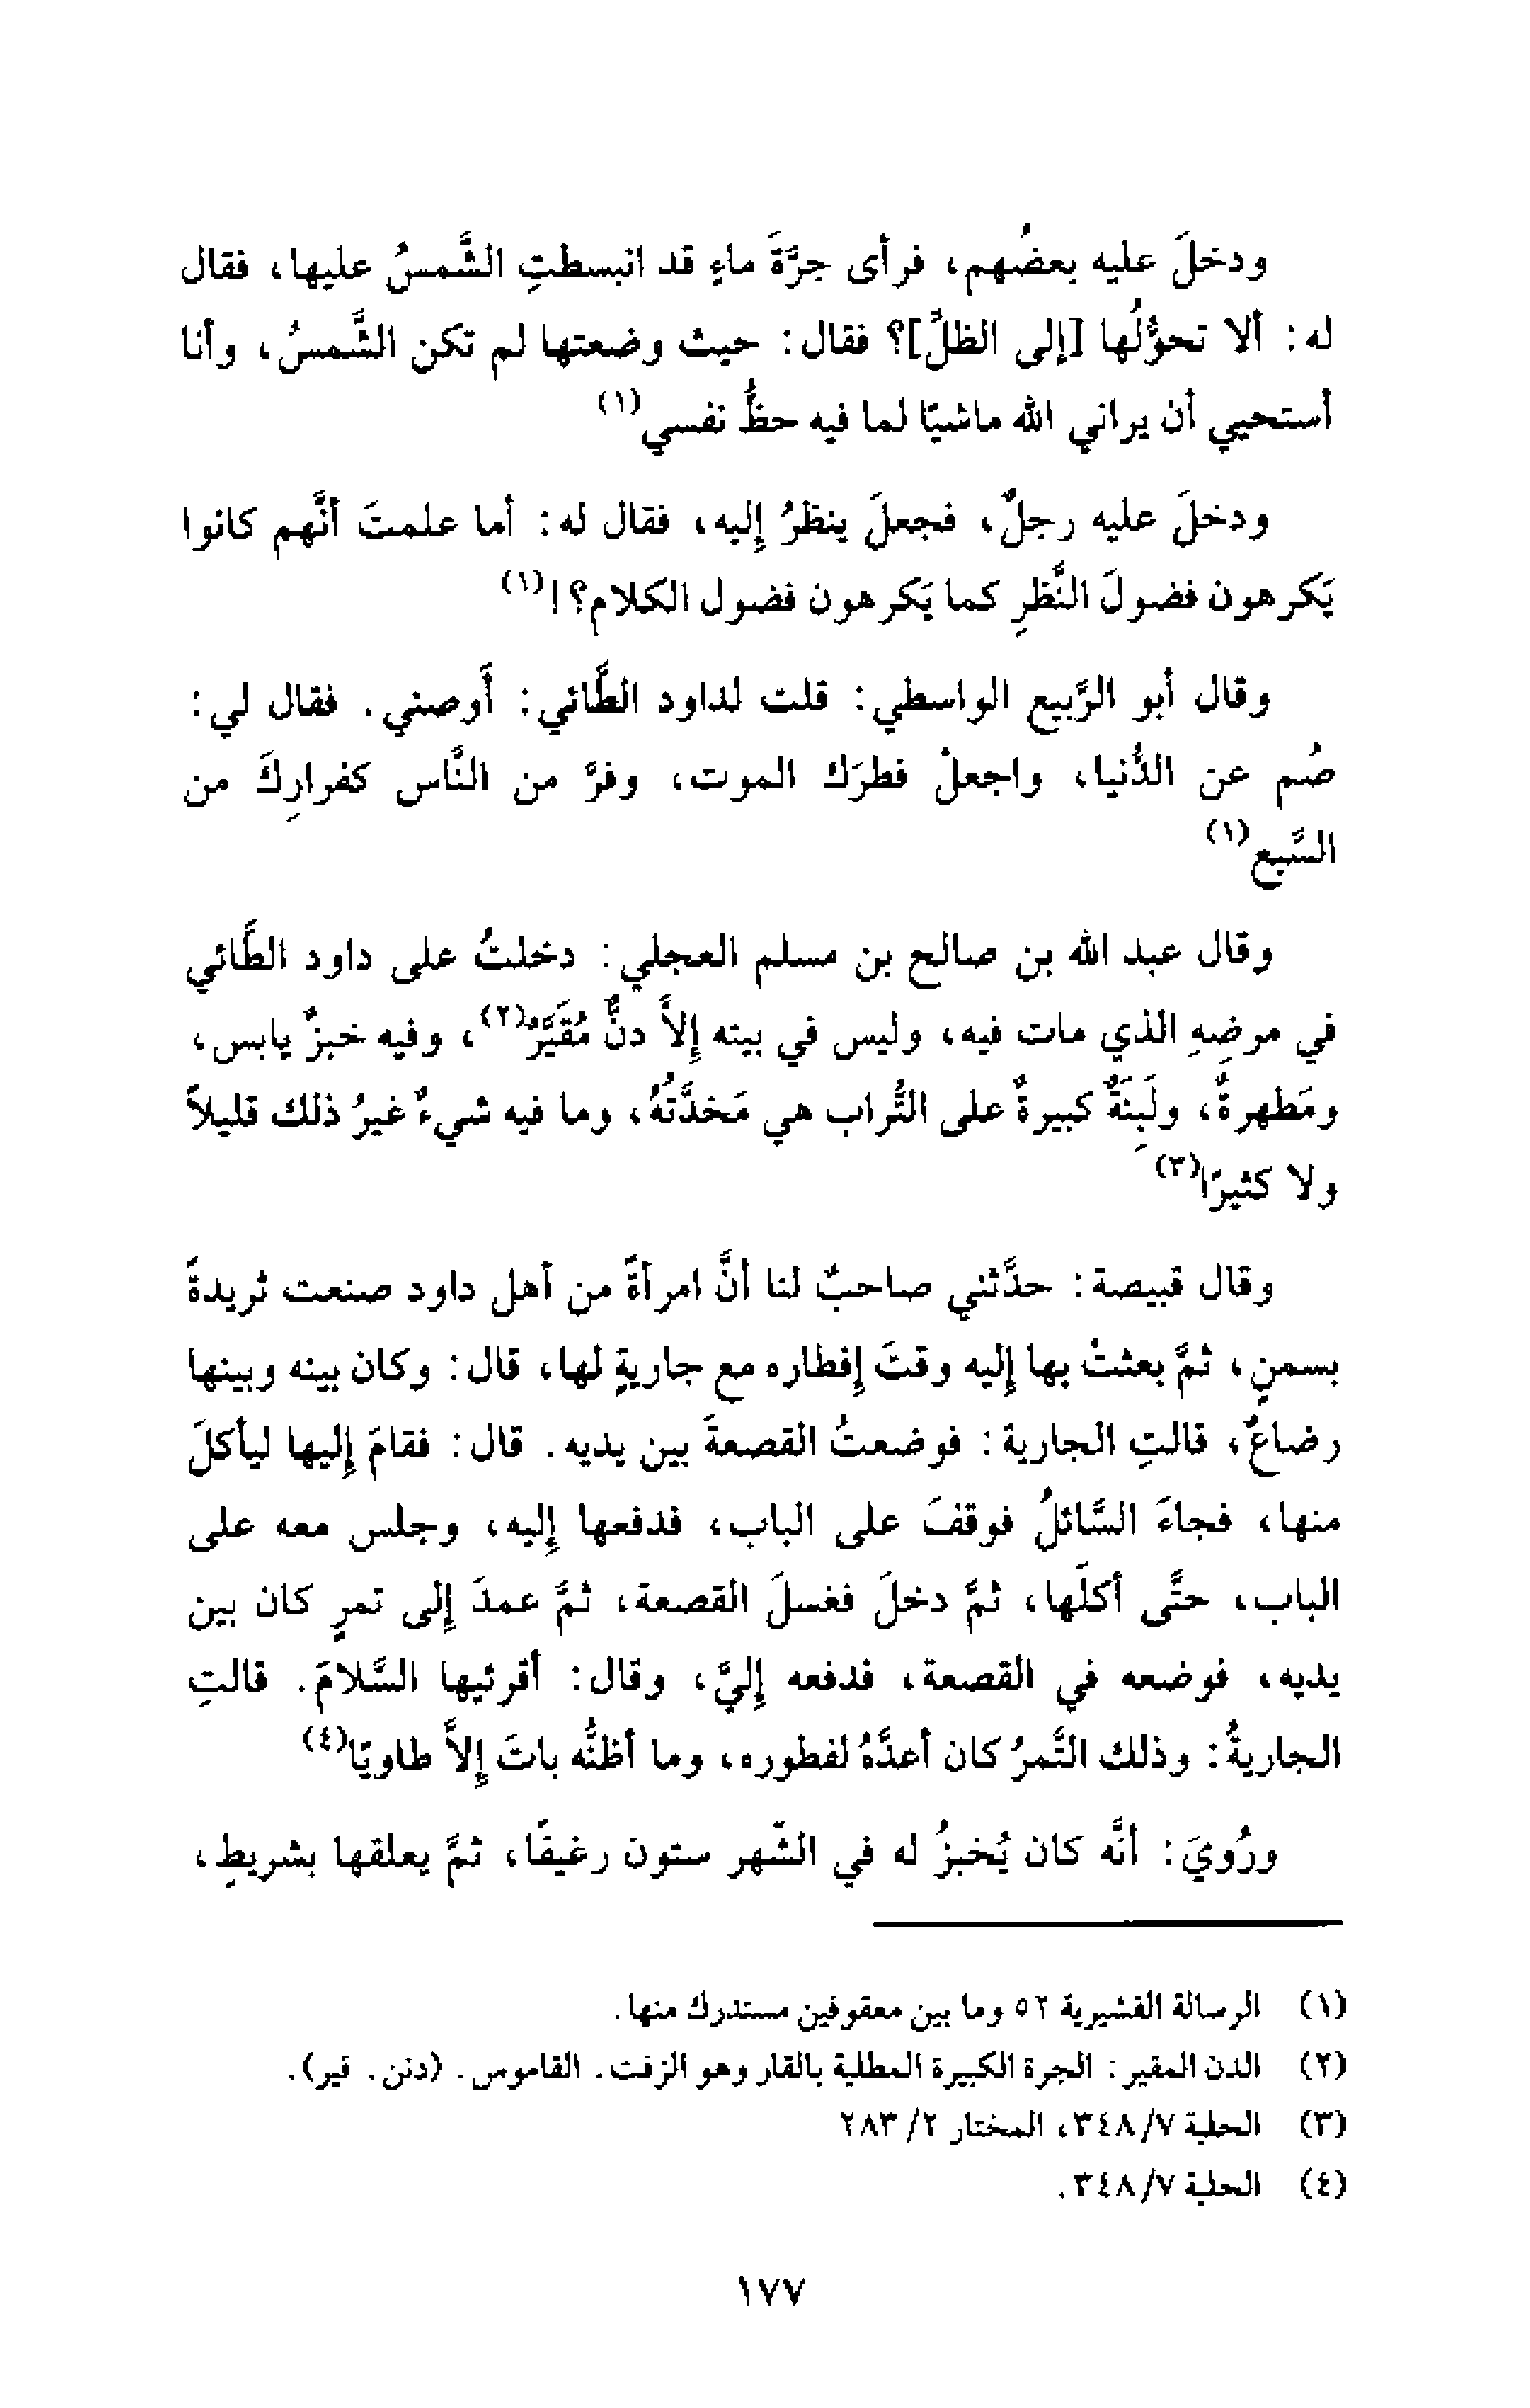 ودخلَ عليه بعضُهم، فرأى جرَّةَ ماءٍ قد انبسطتِ الشَّمسُ عليها، فقال
له: ألا تحوُّلُها [إلى الظلِّ]؟ فقال: حيث وضعتها لم تكن الشَّمسُ، وأنا
أستحيي أن يراني الله ماشيًا لما فيه حظُّ نفسي(١)
ودخلَ عليه رجلٌ، فجعلَ ينظرُ إليه، فقال له: أما علمتَ أنَّهم كانوا
يَكرهون فضولَ النَّظرِ كما يَكرهون فضول الكلام؟!(١)
وقال أبو الرَّبيع الواسطي: قلت لداود الطَّائي: أَوصني. فقال لي:
صُم عن الدُّنيا، واجعلْ فطرَك الموت، وفرَّ من النَّاس كفرارِكَ من
السَّبع(١)
وقال عبد الله بن صالح بن مسلم العجلي: دخلتُ على داود الطَّائي
في مرضِهِ الذي مات فيه، وليس في بيته إلاَّ دنٌّ مُقَيَّرٌ(٢)، وفيه خبزٌ يابس،
ومَطهرةٌ، ولَبِنَةٌ كبيرةٌ على التُّراب هي مَخدَّتُهُ، وما فيه شيءٌ غيرُ ذلك قليلاً
ولا كثيرًا(٣)
وقال قبيصة: حدَّثني صاحبٌ لنا أنَّ امرأةً من أهل داود صنعت ثريدةً
بسمنٍ، ثمَّ بعثتْ بها إليه وقتَ إفطاره مع جاريةٍ لها، قال: وكان بينه وبينها
رضاعٌ، قالتِ الجارية: فوضعتُ القصعةَ بين يديه. قال: فقامَ إليها ليأكلَ
منها، فجاءَ السَّائلُ فوقفَ على الباب، فدفعها إليه، وجلس معه على
الباب، حتَّى أكلَها، ثمَّ دخلَ فغسلَ القصعة، ثمَّ عمدَ إلى تمرٍ كان بين
يديه، فوضعه في القصعة، فدفعه إليَّ، وقال: أقرئيها السَّلامَ. قالتِ
الجاريةُ: وذلك التَّمرُ كان أعدَّهُ لفطوره، وما أظنُّه باتَ إلاَّ طاويًا(٤)
ورُويَ: أنَّه كان يُخبزُ له في الشَّهر ستون رغيفًا، ثمَّ يعلقها بشريطٍ،
(١) الرسالة القشيرية ٥٢ وما بين معقوفين مستدرك منها.
(٢) الدن المقير: الجرة الكبيرة المطلية بالقار وهو الزفت. القاموس. (دنن. قير).
(٣) الحلية ٧/ ٣٤٨، المختار ٢/ ٢٨٣
(٤) الحلية ٧/ ٣٤٨.
١٧٧